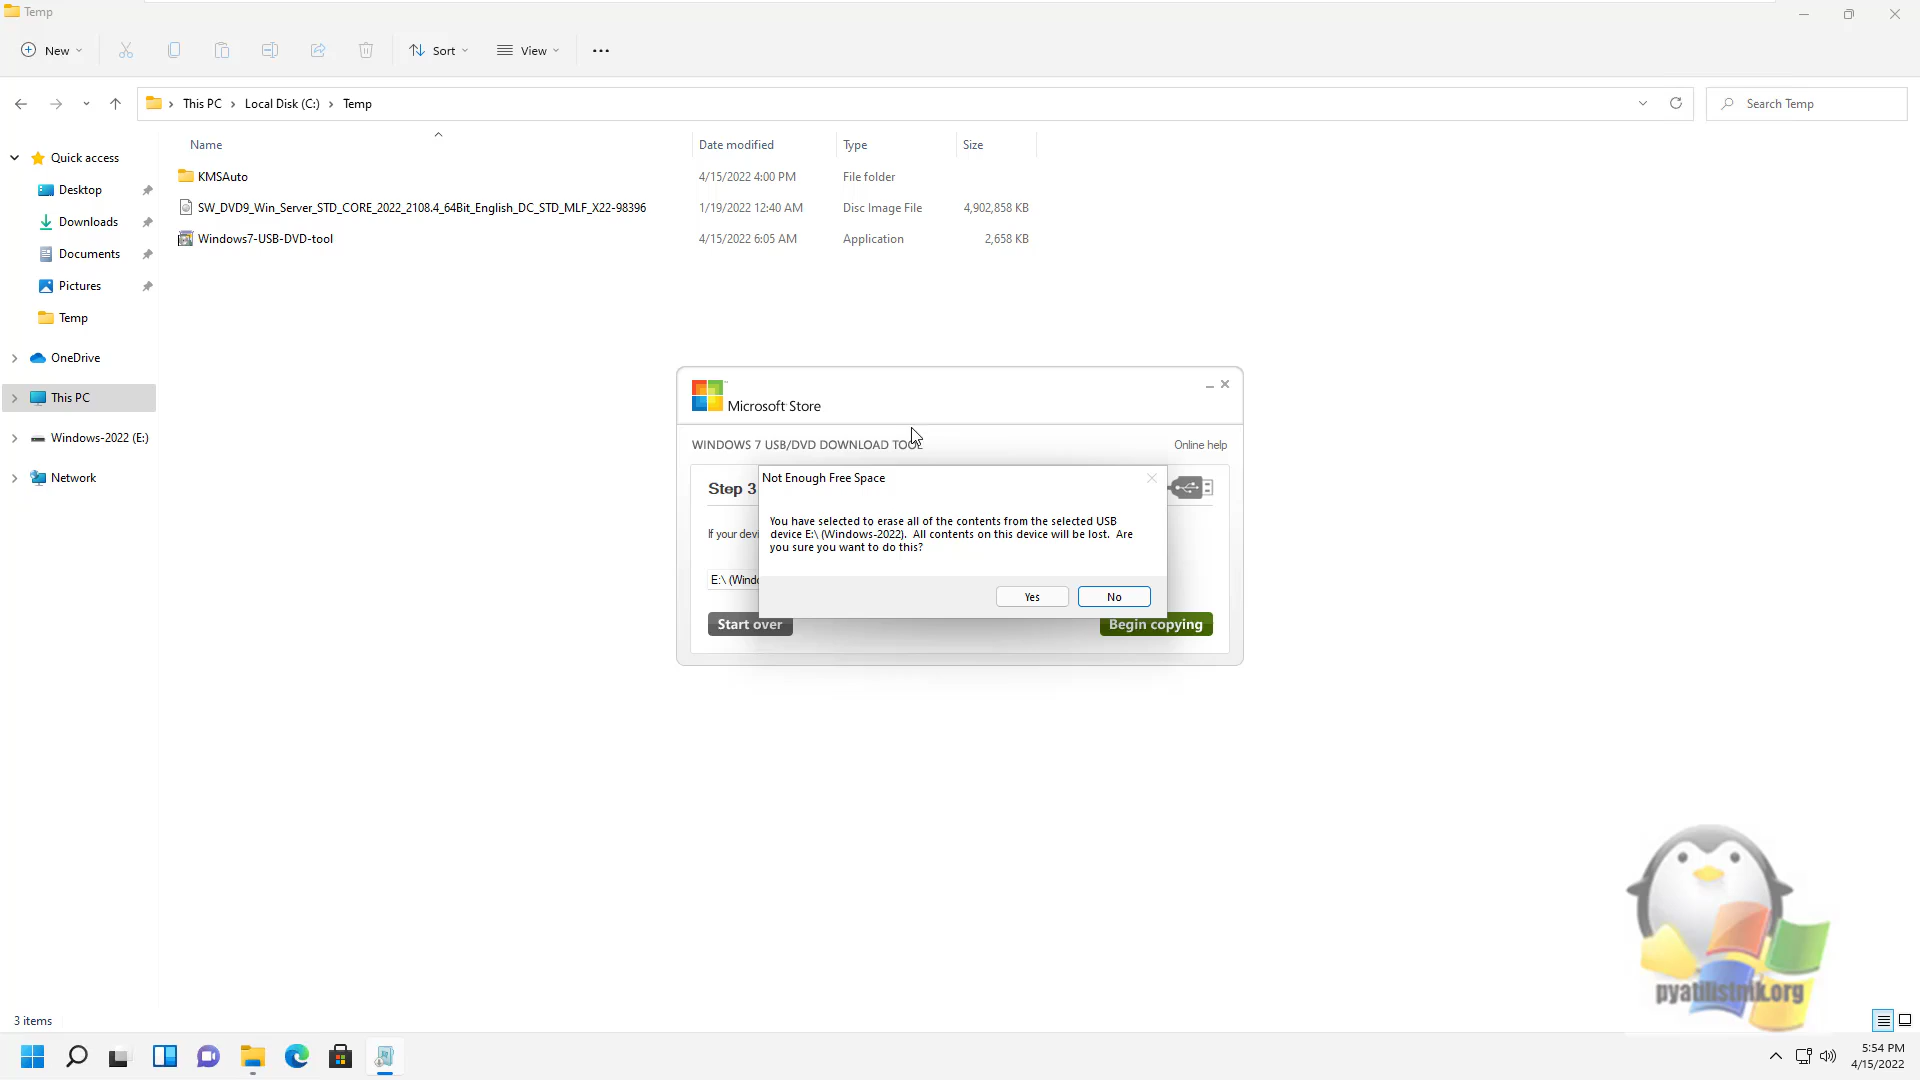 Temp
New
Sort
View
This PC
Local Disk (C:)
Temp
Search Temp
Name
Date modified
Type
Size
Quick access
Desktop
Downloads
Documents
Pictures
Temp
OneDrive
This PC
Windows-2022 (E:)
Network
KMSAuto
4/15/2022 4:00 PM
File folder
SW_DVD9_Win_Server_STD_CORE_2022_2108.4_64Bit_English_DC_STD_MLF_X22-98396
1/19/2022 12:40 AM
Disc Image File
4,902,858 KB
Windows7-USB-DVD-tool
4/15/2022 6:05 AM
Application
2,658 KB
Microsoft Store
WINDOWS 7 USB/DVD DOWNLOAD TOOL
Online help
Step 3
If your devi
E:\ (Windo
Not Enough Free Space
You have selected to erase all of the contents from the selected USB
device E:\ (Windows-2022). All contents on this device will be lost. Are
you sure you want to do this?
Yes
No
Start over
Begin copying
pyatilistnik.org
3 items
5:54 PM
4/15/2022